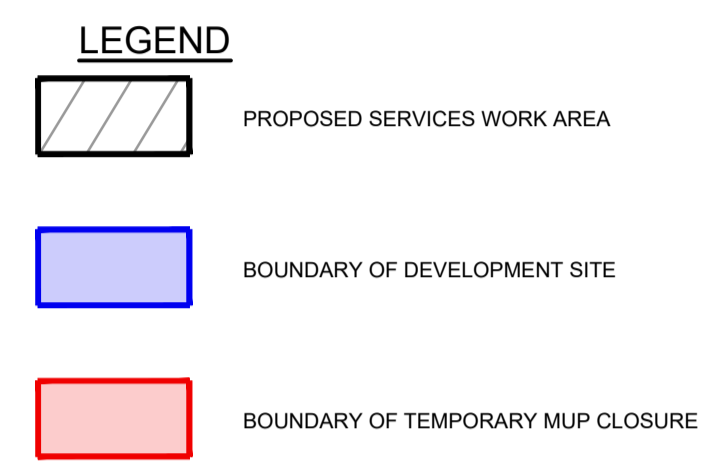 LEGEND
PROPOSED SERVICES WORK AREA
BOUNDARY OF DEVELOPMENT SITE
BOUNDARY OF TEMPORARY MUP CLOSURE